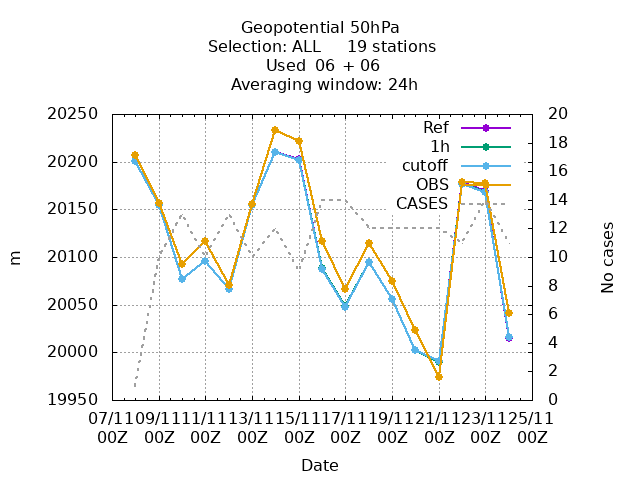 Geopotential 50hPa
Selection: ALL     19 stations
Used  06 + 06
Averaging window: 24h
20250
20200
20150
20100
20050
20000
19950
m
20
18
16
14
12
10
8
6
4
2
0
No cases
Ref
1h
cutoff
OBS
CASES
07/11 09/11 11/11 13/11 15/11 17/11 19/11 21/11 23/11 25/11
00Z 00Z 00Z 00Z 00Z 00Z 00Z 00Z 00Z 00Z
Date